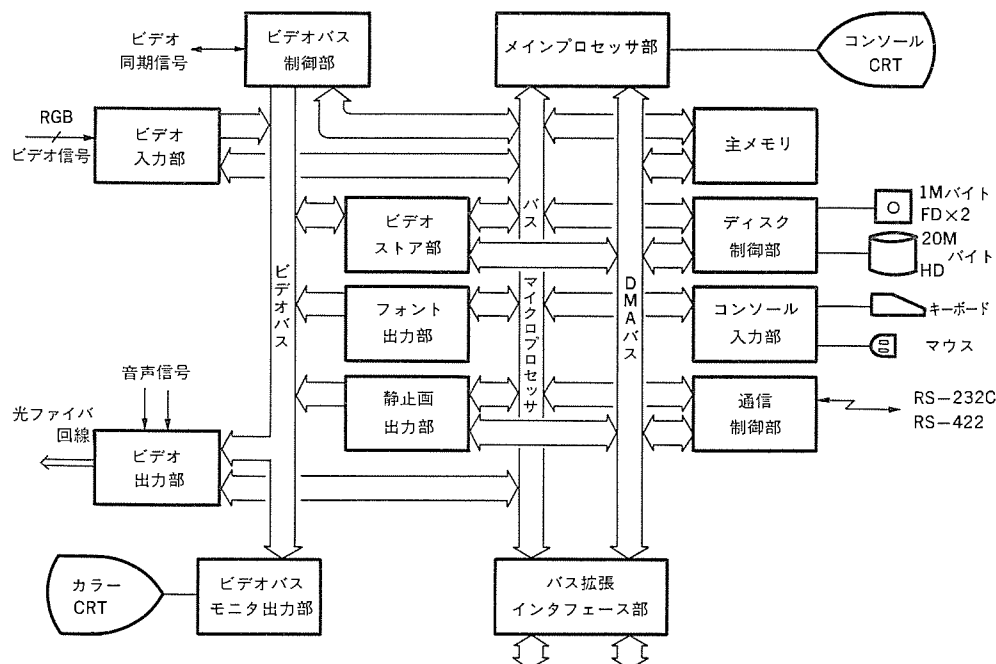 ビデオ
同期信号
ビデオバス
制御部
メインプロセッサ部
コンソール
CRT
RGB
ビデオ信号
ビデオ
入力部
主メモリ
ビデオ
ストア部
バス
ディスク
制御部
1Mバイト
FD×2
20M
バイト
HD
ビデオバス
フォント
出力部
マイクロプロセッサ
DMAバス
コンソール
入力部
キーボード
マウス
音声信号
静止画
出力部
通信
制御部
RS-232C
RS-422
光ファイバ
回線
ビデオ
出力部
カラー
CRT
ビデオバス
モニタ出力部
バス拡張
インタフェース部